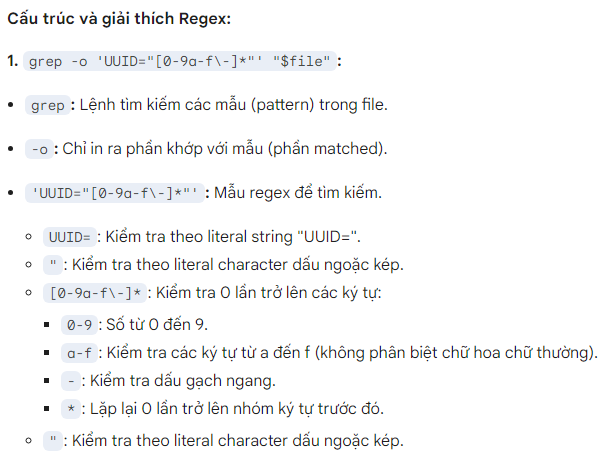 Cấu trúc và giải thích Regex:
1. grep -o 'UUID="[0-9a-f\-]*"' "$file" :
• grep : Lệnh tìm kiếm các mẫu (pattern) trong file.
• -o : Chỉ in ra phần khớp với mẫu (phần matched).
• 'UUID="[0-9a-f\-]*"' : Mẫu regex để tìm kiếm.
◦ UUID= : Kiểm tra theo literal string "UUID=".
◦ " : Kiểm tra theo literal character dấu ngoặc kép.
◦ [0-9a-f\-]* : Kiểm tra 0 lần trở lên các ký tự:
▪ 0-9 : Số từ 0 đến 9.
▪ a-f : Kiểm tra các ký tự từ a đến f (không phân biệt chữ hoa chữ thường).
▪ - : Kiểm tra dấu gạch ngang.
▪ * : Lặp lại 0 lần trở lên nhóm ký tự trước đó.
◦ " : Kiểm tra theo literal character dấu ngoặc kép.